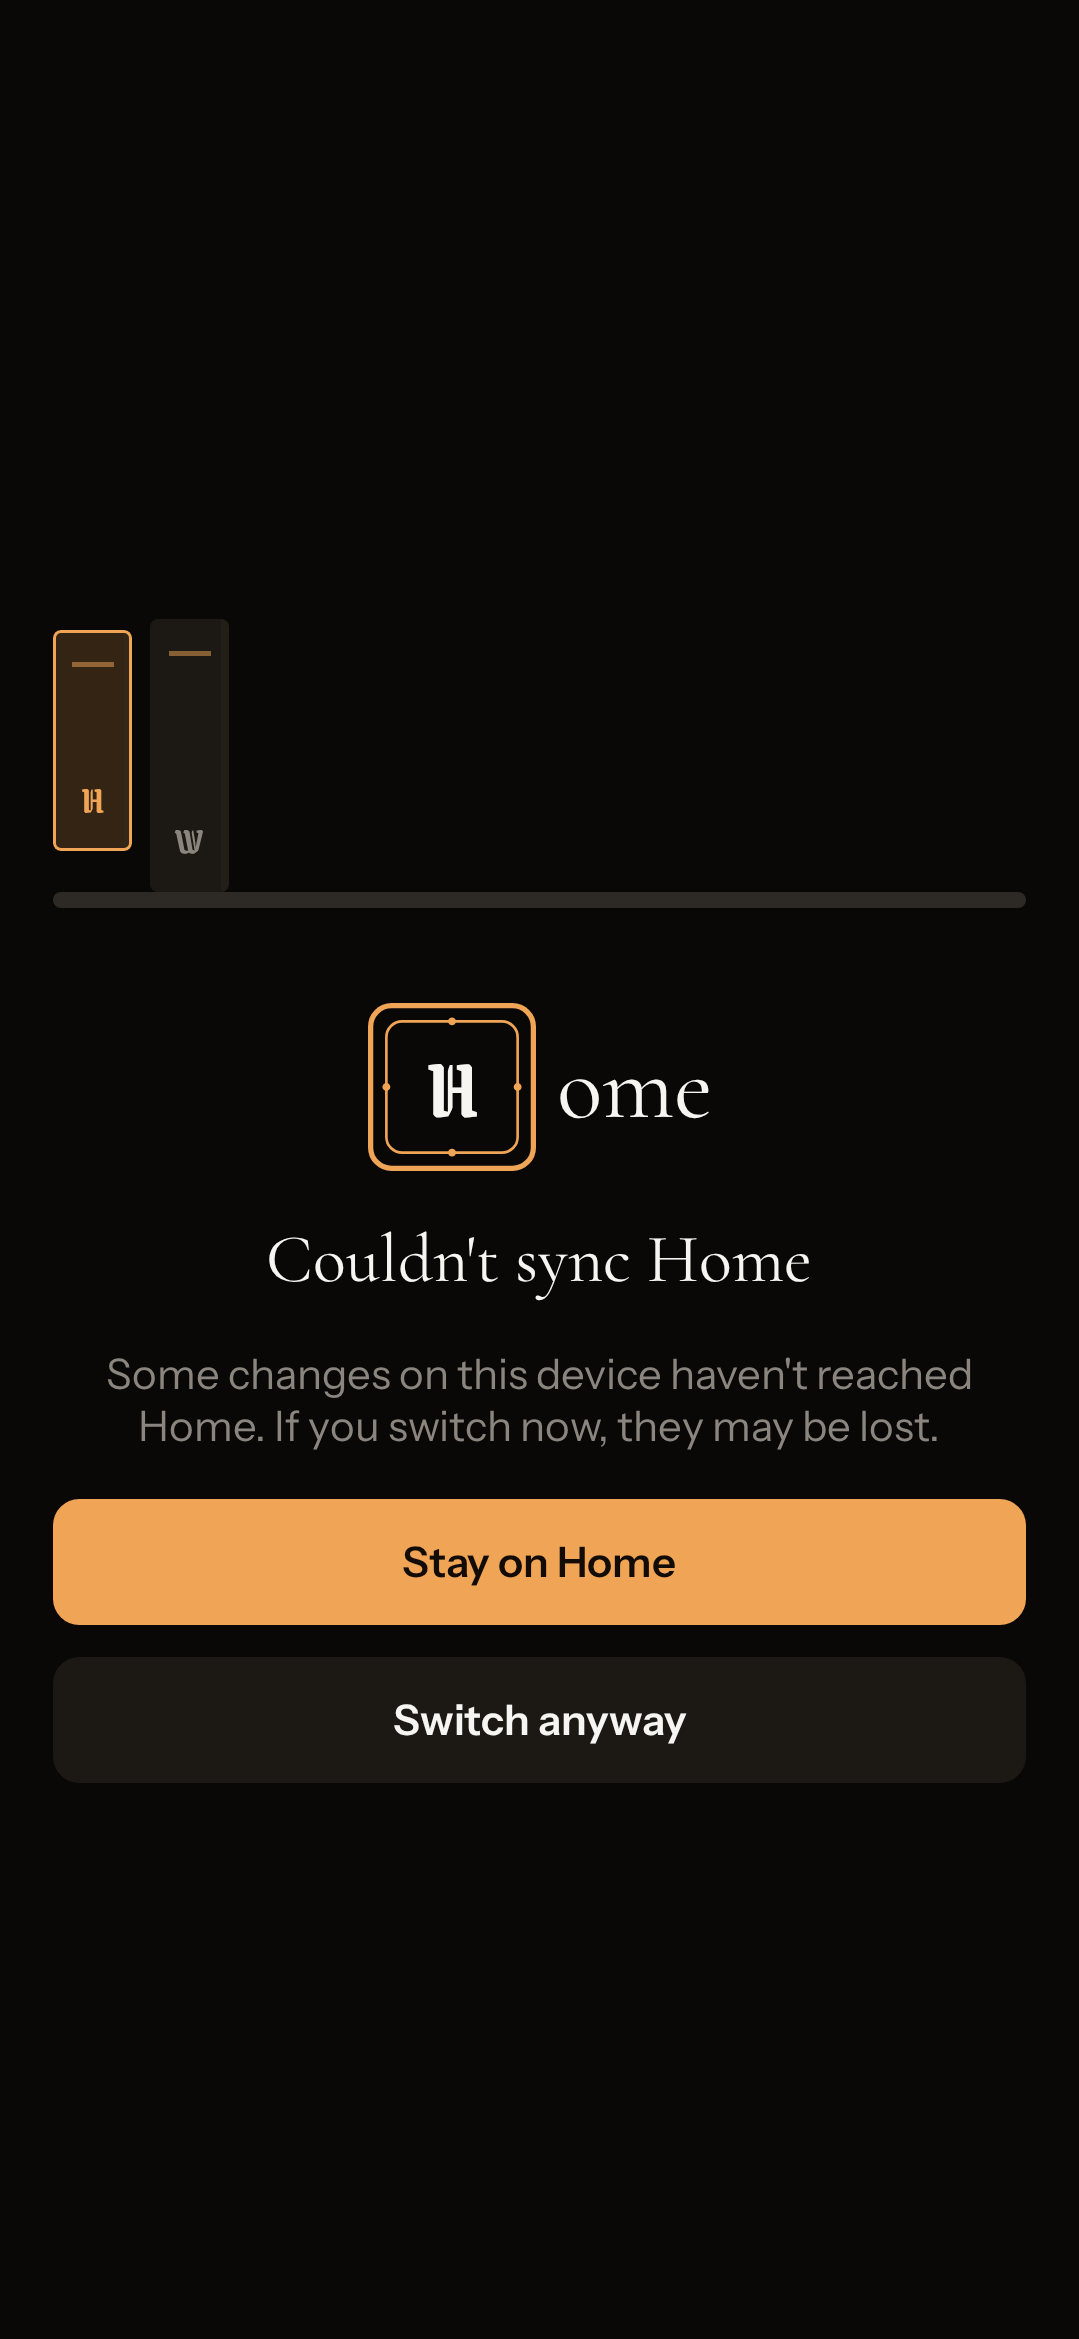 H
W
Home
Couldn't sync Home
Some changes on this device haven't reached
Home. If you switch now, they may be lost.
Stay on Home
Switch anyway